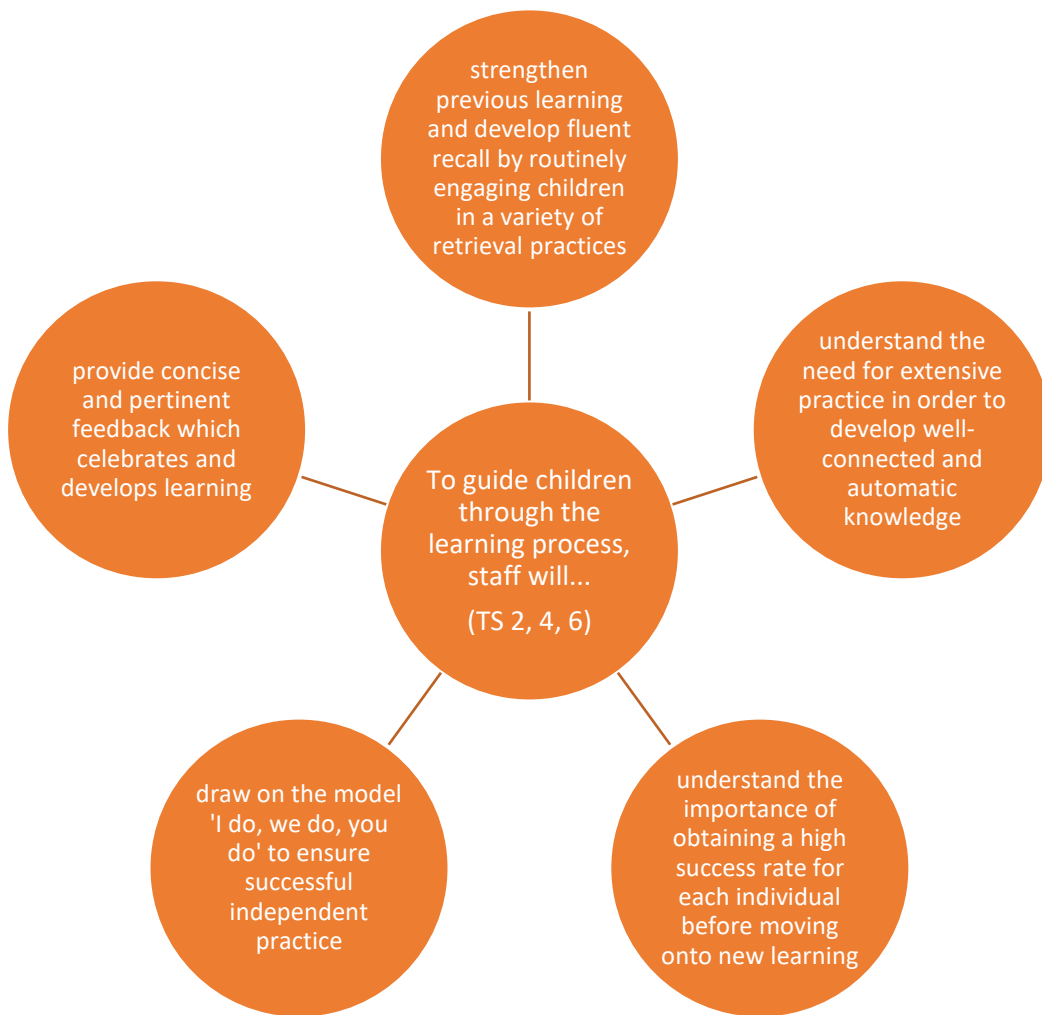 strengthen
previous learning
and develop fluent
recall by routinely
engaging children
in a variety of
retrieval practices
understand the
need for extensive
practice in order to
develop well-
connected and
automatic
knowledge
understand the
importance of
obtaining a high
success rate for
each individual
before moving
onto new learning
draw on the model
'I do, we do, you
do' to ensure
successful
independent
practice
provide concise
and pertinent
feedback which
celebrates and
develops learning
To guide children
through the
learning process,
staff will...
(TS 2, 4, 6)